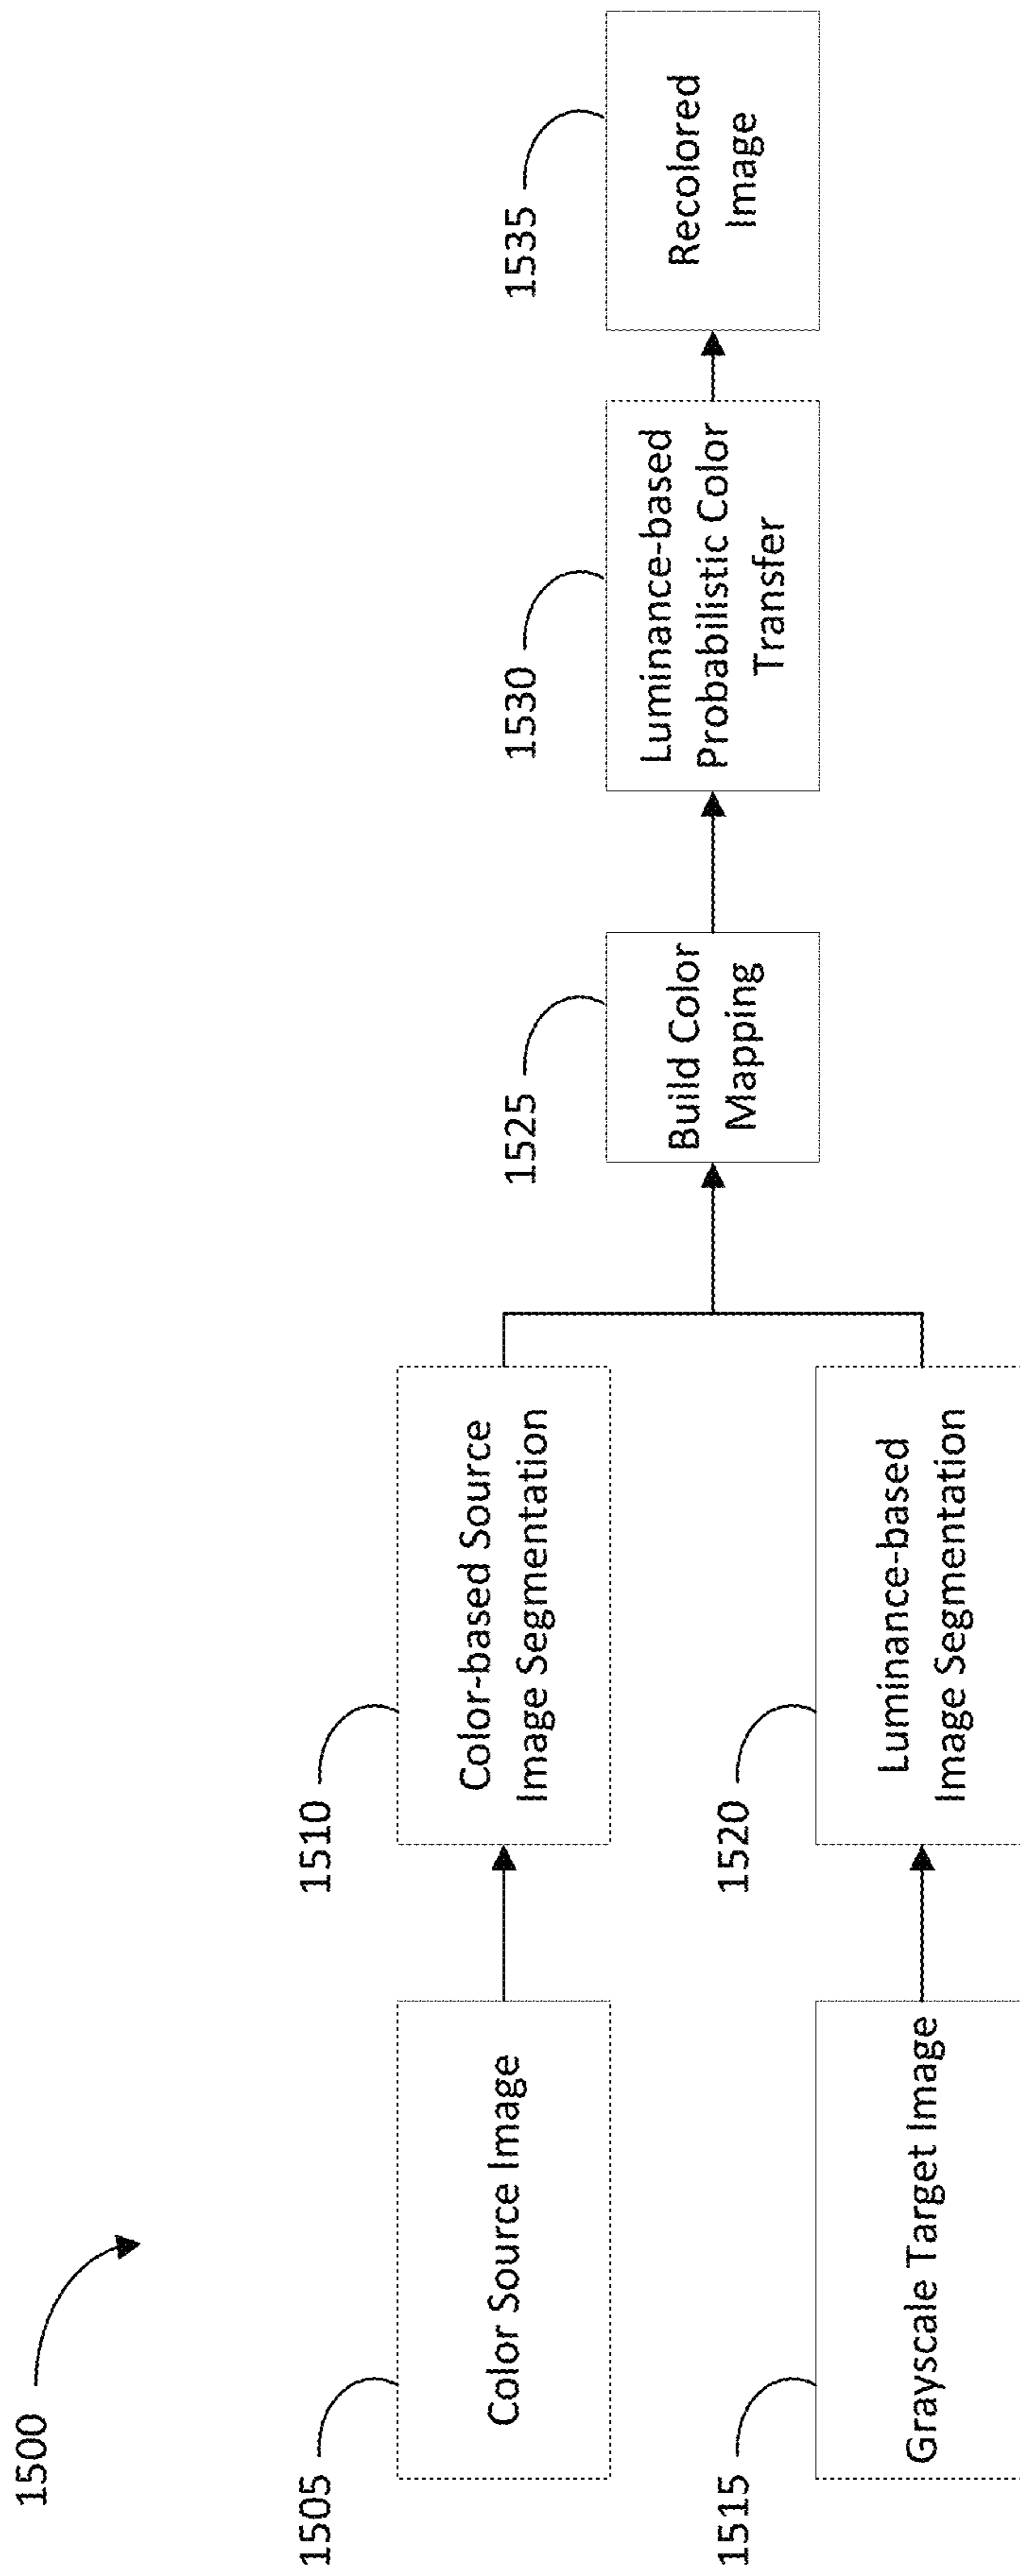 1500
1505
Color Source Image
1510
Color-based Source
Image Segmentation
1515
Grayscale Target Image
1520
Luminance-based
Image Segmentation
1525
Build Color
Mapping
1530
Luminance-based
Probabilistic Color
Transfer
1535
Recolored
Image